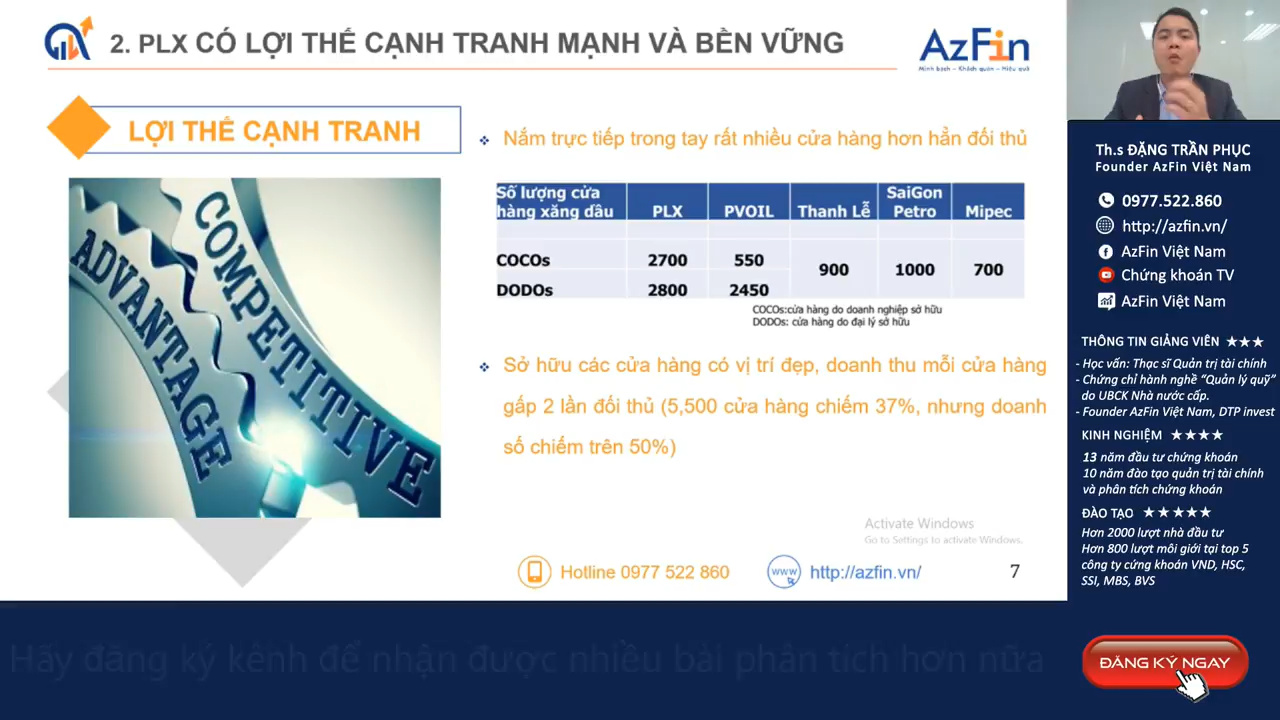 2. PLX CÓ LỢI THẾ CẠNH TRANH MẠNH VÀ BỀN VỮNG
AzFin
Minh bạch – Khách quan – Hiệu quả
LỢI THẾ CẠNH TRANH
COMPETITIVE
ADVANTAGE
Nắm trực tiếp trong tay rất nhiều cửa hàng hơn hẳn đối thủ
Số lượng cửa hàng xăng dầu PLX PVOIL Thanh Lễ SaiGon Petro Mipec
COCOs 2700 550 900 1000 700
DODOs 2800 2450
COCOs:cửa hàng do doanh nghiệp sở hữu
DODOs: cửa hàng do đại lý sở hữu
Sở hữu các cửa hàng có vị trí đẹp, doanh thu mỗi cửa hàng
gấp 2 lần đối thủ (5,500 cửa hàng chiếm 37%, nhưng doanh
số chiếm trên 50%)
Activate Windows
Go to Settings to activate Windows.
Hotline 0977 522 860
www
http://azfin.vn/
7
Th.s ĐẶNG TRẦN PHỤC
Founder AzFin Việt Nam
0977.522.860
http://azfin.vn/
AzFin Việt Nam
Chứng khoán TV
AzFin Việt Nam
THÔNG TIN GIẢNG VIÊN ★★★
- Học vấn: Thạc sĩ Quản trị tài chính
- Chứng chỉ hành nghề “Quản lý quỹ”
do UBCK Nhà nước cấp.
- Founder AzFin Việt Nam, DTP invest
KINH NGHIỆM ★★★★
13 năm đầu tư chứng khoán
10 năm đào tạo quản trị tài chính
và phân tích chứng khoán
ĐÀO TẠO ★★★★★
Hơn 2000 lượt nhà đầu tư
Hơn 800 lượt môi giới tại top 5
công ty cứng khoán VND, HSC,
SSI, MBS, BVS
Hãy đăng ký kênh để nhận được nhiều bài phân tích hơn nữa
ĐĂNG KÝ NGAY